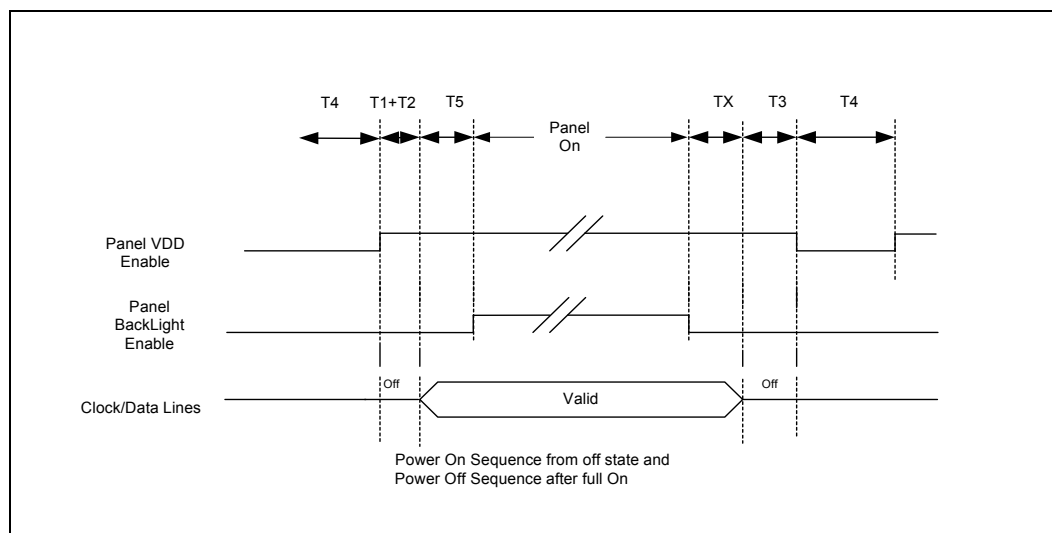 T4
T1+T2
T5
Panel
On
TX
T3
T4
Panel VDD
Enable
Panel
BackLight
Enable
Off
Off
Clock/Data Lines
Valid
Power On Sequence from off state and
Power Off Sequence after full On